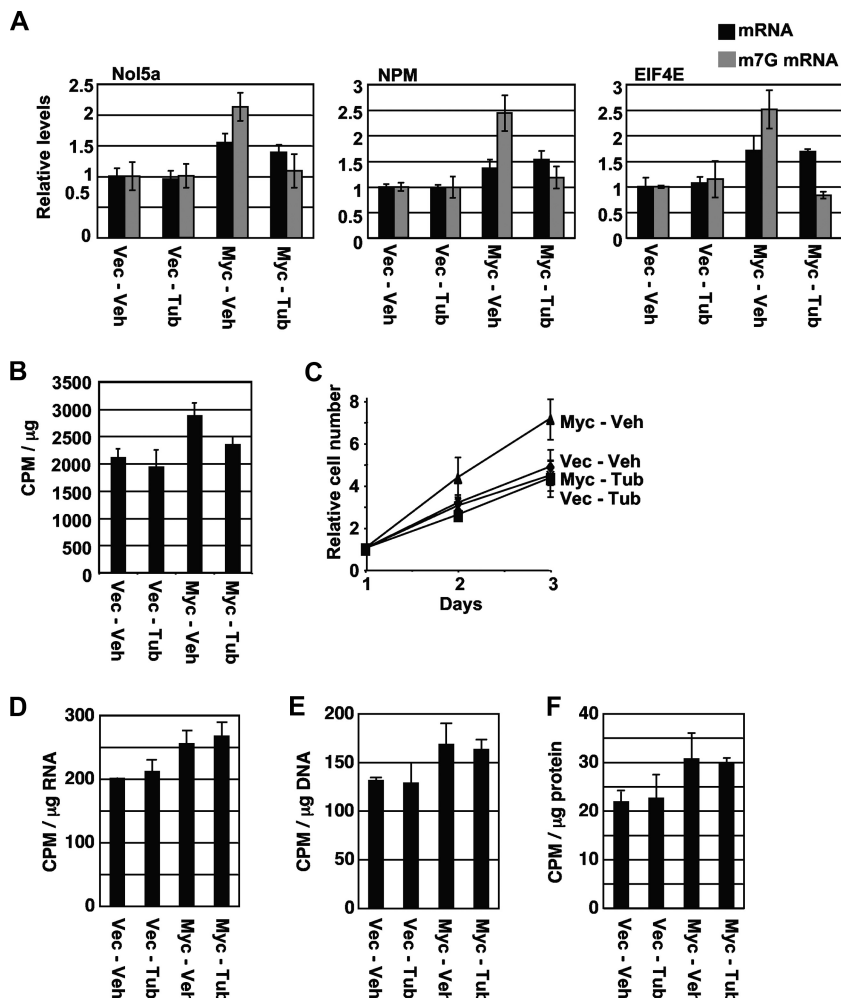 A
mRNA
m7G mRNA
Nol5a
NPM
EIF4E
Relative levels
2.5
2
1.5
1
0.5
0
3
2.5
2
1.5
1
0.5
0
3
2.5
2
1.5
1
0.5
0
Vec - Veh
Vec - Tub
Myc - Veh
Myc - Tub
Vec - Veh
Vec - Tub
Myc - Veh
Myc - Tub
Vec - Veh
Vec - Tub
Myc - Veh
Myc - Tub
B
CPM / μg
3500
3000
2500
2000
1500
1000
500
0
Vec - Veh
Vec - Tub
Myc - Veh
Myc - Tub
C
Relative cell number
8
6
4
2
0
1
2
3
Days
Myc - Veh
Vec - Veh
Myc - Tub
Vec - Tub
D
CPM / μg RNA
300
200
100
0
Vec - Veh
Vec - Tub
Myc - Veh
Myc - Tub
E
CPM / μg DNA
200
150
100
50
0
Vec - Veh
Vec - Tub
Myc - Veh
Myc - Tub
F
CPM / μg protein
40
30
20
10
0
Vec - Veh
Vec - Tub
Myc - Veh
Myc - Tub